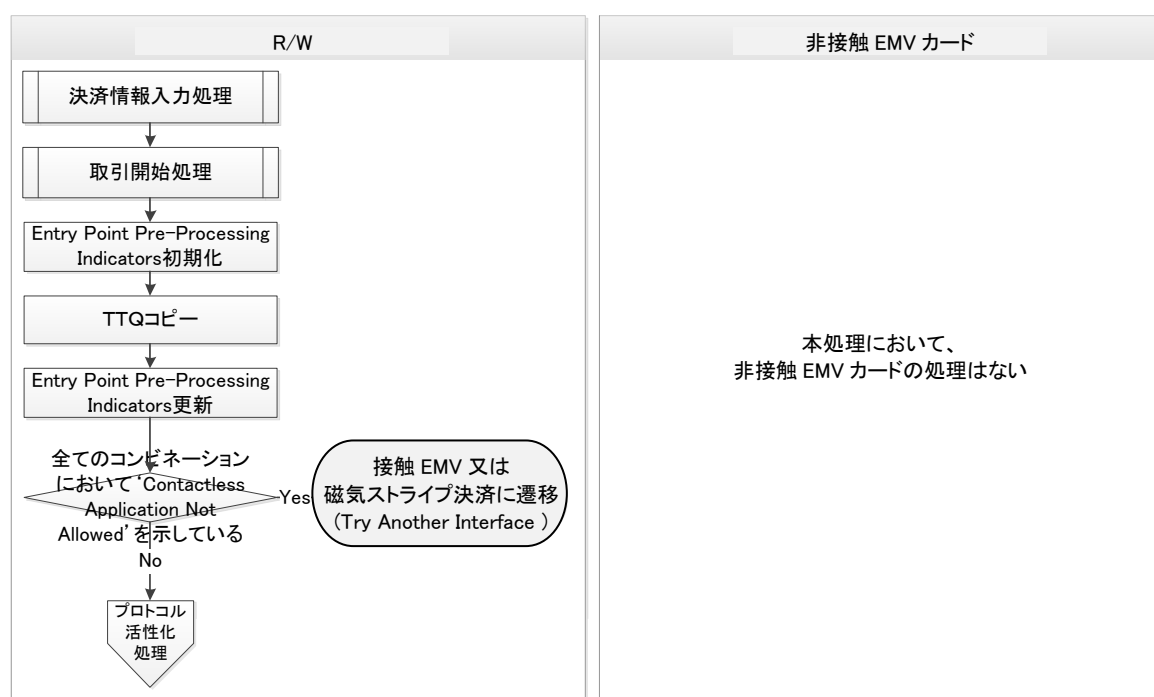 R/W
非接触 EMV カード
決済情報入力処理
取引開始処理
Entry Point Pre-Processing
Indicators初期化
TTQコピー
Entry Point Pre-Processing
Indicators更新
全てのコンビネーション
において‘Contactless
Application Not
Allowed’を示している
Yes
接触 EMV 又は
磁気ストライプ決済に遷移
(Try Another Interface )
No
プロトコル
活性化
処理
本処理において、
非接触 EMV カードの処理はない